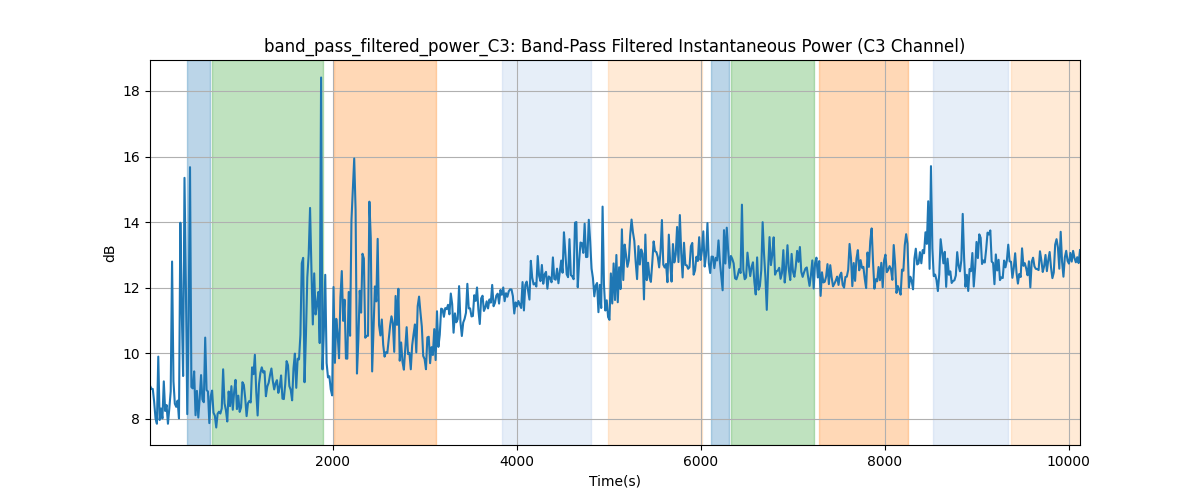 band_pass_filtered_power_C3: Band-Pass Filtered Instantaneous Power (C3 Channel)
18
16
14
12
10
8
dB
2000 4000 6000 8000 10000
Time(s)